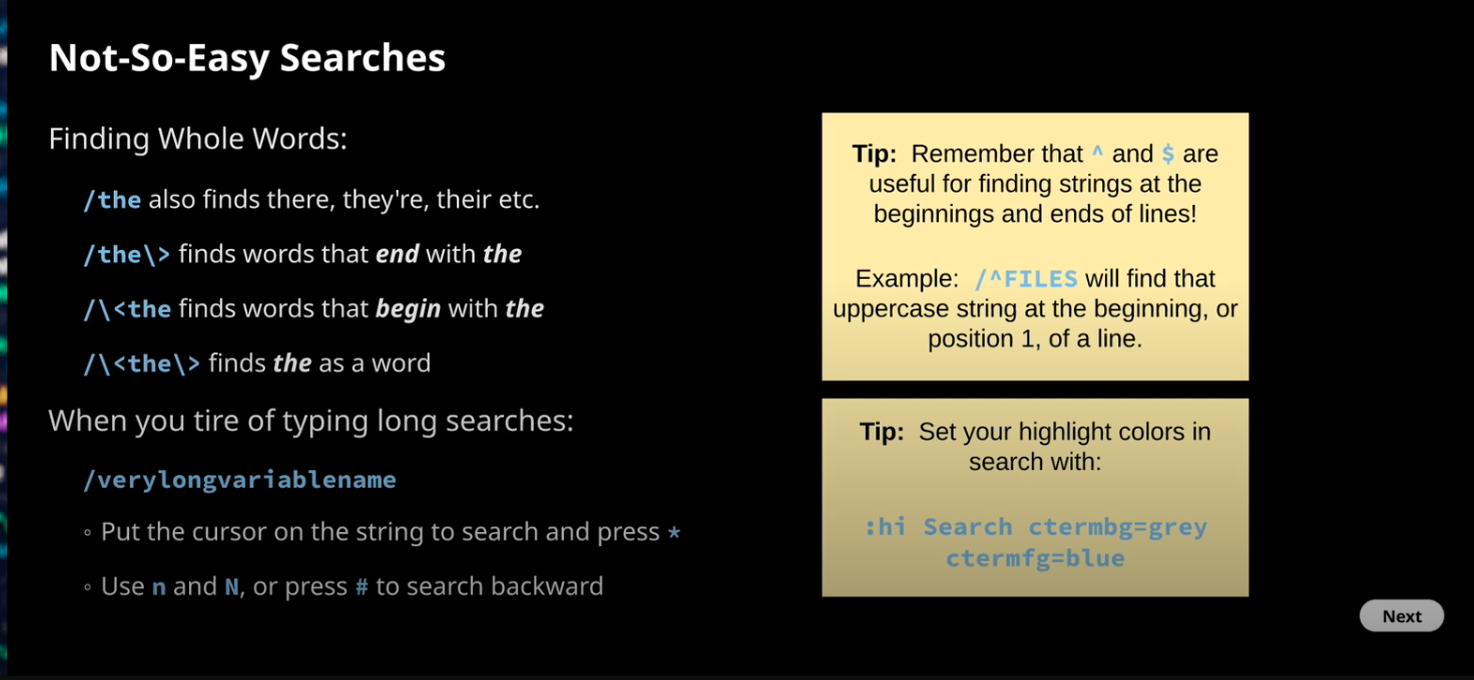 Not-So-Easy Searches
Finding Whole Words:
/the also finds there, they're, their etc.
/the\> finds words that end with the
/\<the finds words that begin with the
/\<the\> finds the as a word
When you tire of typing long searches:
/verylongvariablename
◦ Put the cursor on the string to search and press *
◦ Use n and N, or press # to search backward
Tip: Remember that ^ and $ are
useful for finding strings at the
beginnings and ends of lines!
Example: /^FILES will find that
uppercase string at the beginning, or
position 1, of a line.
Tip: Set your highlight colors in
search with:
:hi Search ctermbg=grey
ctermfg=blue
Next